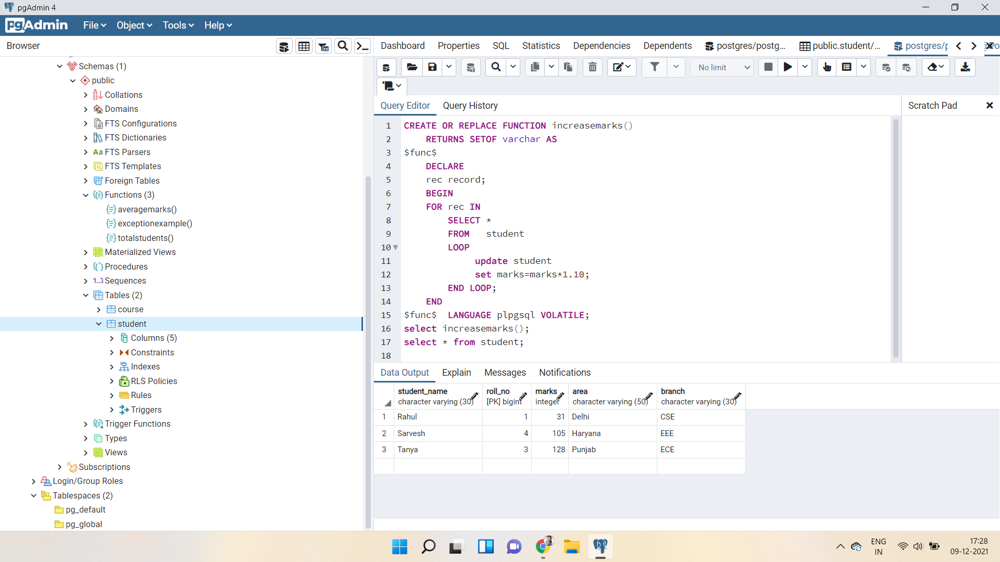 pgAdmin 4
pgAdmin File Object Tools Help
Browser
Dashboard Properties SQL Statistics Dependencies Dependents postgres/postg... public.student/... postgres/p
No limit
Schemas (1)
public
Collations
Domains
FTS Configurations
FTS Dictionaries
Aa FTS Parsers
FTS Templates
Foreign Tables
Functions (3)
averagemarks()
exceptionexample()
totalstudents()
Materialized Views
Procedures
1..3 Sequences
Tables (2)
course
student
Columns (5)
Constraints
Indexes
RLS Policies
Rules
Triggers
Trigger Functions
Types
Views
Subscriptions
Login/Group Roles
Tablespaces (2)
pg_default
pg_global
Query Editor Query History
Scratch Pad
1 CREATE OR REPLACE FUNCTION increasemarks()
2 RETURNS SETOF varchar AS
3 $func$
4 DECLARE
5 rec record;
6 BEGIN
7 FOR rec IN
8 SELECT *
9 FROM student
10 LOOP
11 update student
12 set marks=marks*1.10;
13 END LOOP;
14 END
15 $func$ LANGUAGE plpgsql VOLATILE;
16 select increasemarks();
17 select * from student;
18
Data Output Explain Messages Notifications
student_name roll_no marks area branch
character varying (30) [PK] bigint integer character varying (50) character varying (30)
1 Rahul 1 31 Delhi CSE
2 Sarvesh 4 105 Haryana EEE
3 Tanya 3 128 Punjab ECE
ENG
IN
17:28
09-12-2021